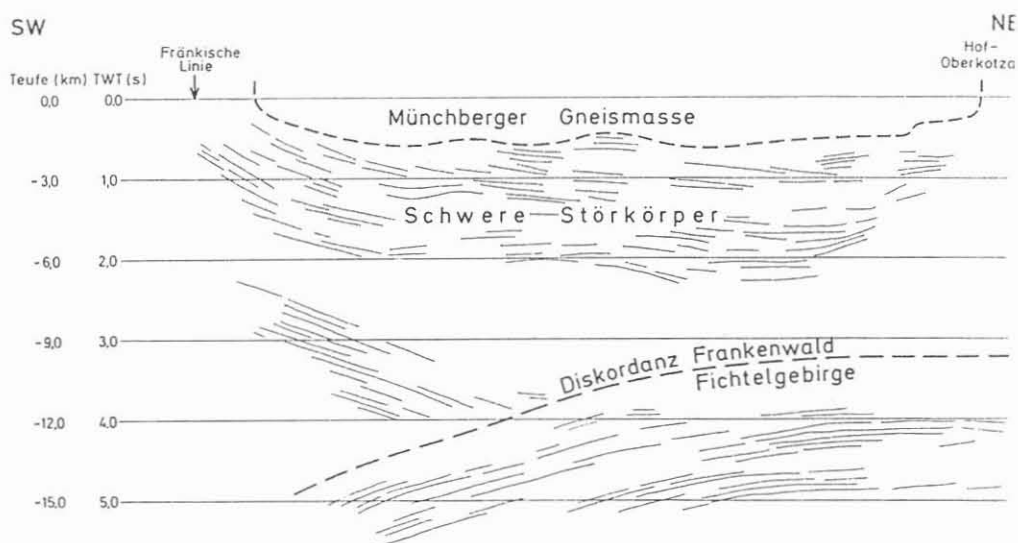 SW
NE
Fränkische
Linie
Hof-
Oberkotza
Teufe (km) TWT (s)
0,0 0,0
Münchberger Gneismasse
-3,0 1,0
Schwere Störkörper
-6,0 2,0
-9,0 3,0
Diskordanz Frankenwald
Fichtelgebirge
-12,0 4,0
-15,0 5,0